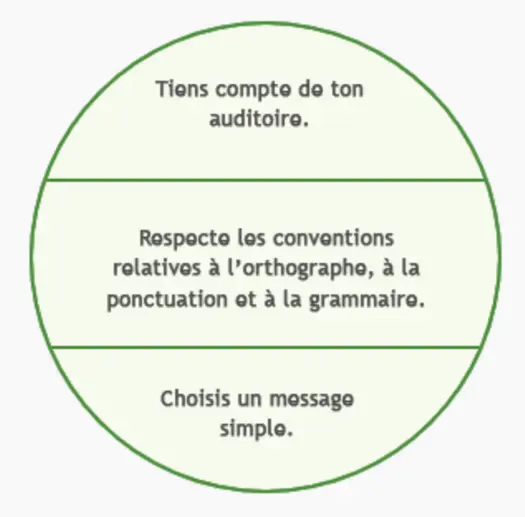 Tiens compte de ton
auditoire.
Respecte les conventions
relatives à l'orthographe, à la
ponctuation et à la grammaire.
Choisis un message
simple.